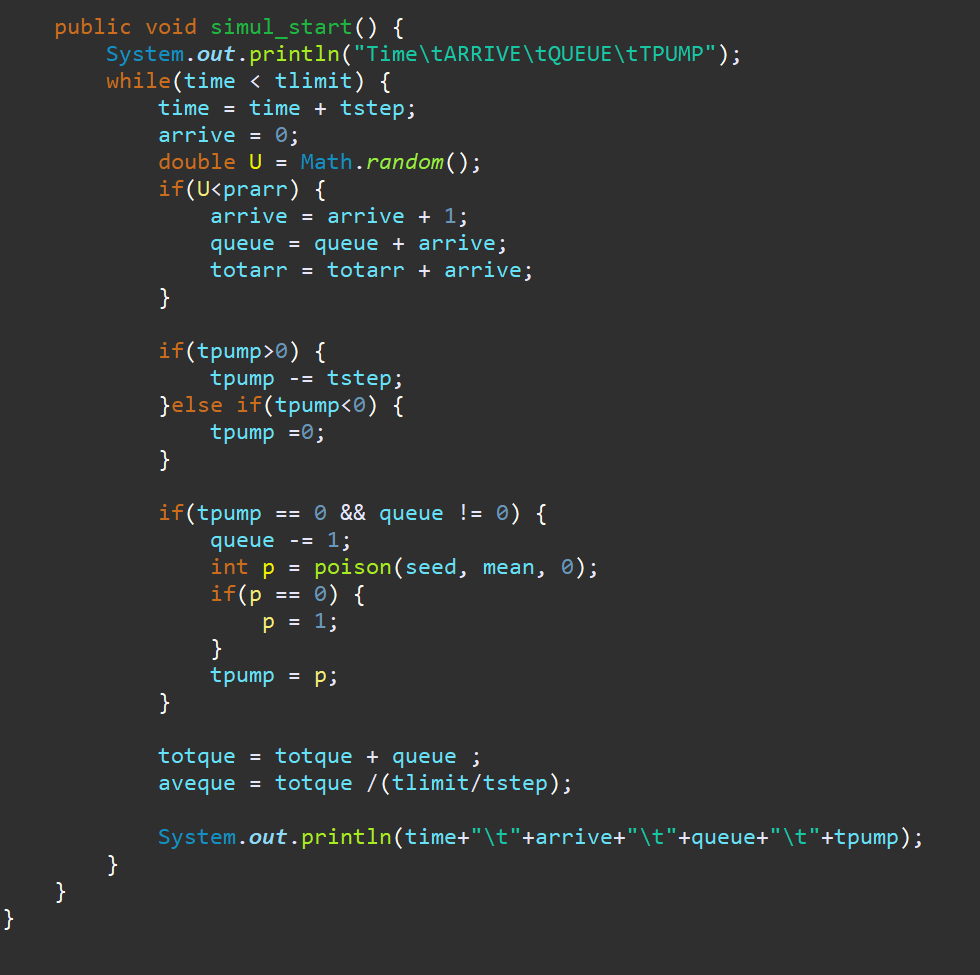 public void simul_start() {
System.out.println("Time\tARRIVE\tQUEUE\tTPUMP");
while(time < tlimit) {
time = time + tstep;
arrive = 0;
double U = Math.random();
if(U<prarr) {
arrive = arrive + 1;
queue = queue + arrive;
totarr = totarr + arrive;
}
if(tpump>0) {
tpump -= tstep;
}else if(tpump<0) {
tpump =0;
}
if(tpump == 0 && queue != 0) {
queue -= 1;
int p = poison(seed, mean, 0);
if(p == 0) {
p = 1;
}
tpump = p;
}
totque = totque + queue ;
aveque = totque /(tlimit/tstep);
System.out.println(time+"\t"+arrive+"\t"+queue+"\t"+tpump);
}
}
}